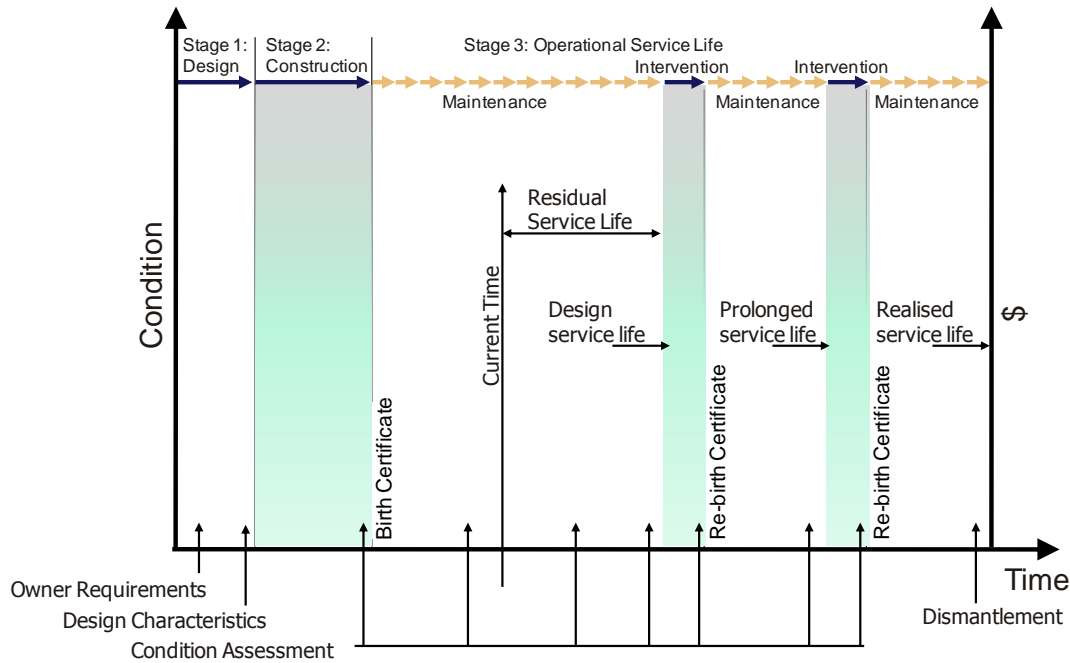 Stage 1:
Design
Stage 2:
Construction
Stage 3: Operational Service Life
Intervention
Intervention
Maintenance
Maintenance
Maintenance
Residual
Service Life
Condition
Current Time
Design
service life
Prolonged
service life
Realised
service life
$
Birth Certificate
Re-birth Certificate
Re-birth Certificate
Time
Owner Requirements
Design Characteristics
Condition Assessment
Dismantlement